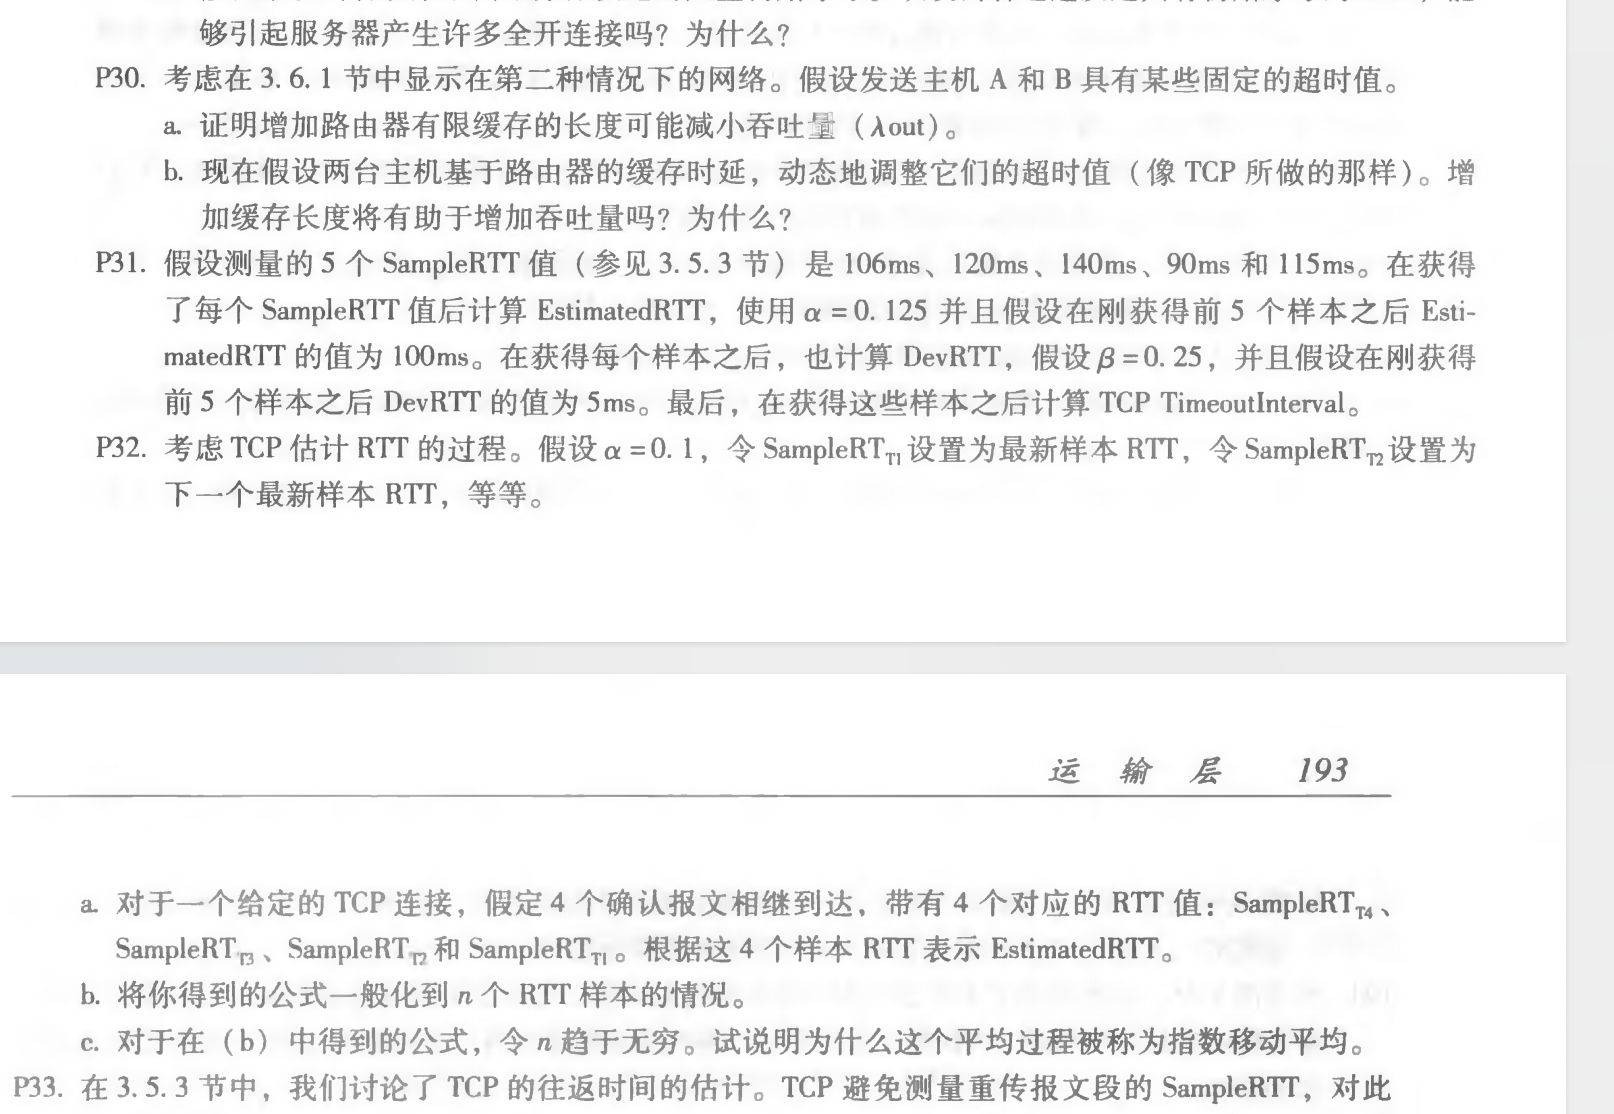 够引起服务器产生许多全开连接吗？为什么？
P30. 考虑在 3.6.1 节中显示在第二种情况下的网络。假设发送主机 A 和 B 具有某些固定的超时值。
a. 证明增加路由器有限缓存的长度可能减小吞吐量（λout）。
b. 现在假设两台主机基于路由器的缓存时延，动态地调整它们的超时值（像 TCP 所做的那样）。增
加缓存长度将有助于增加吞吐量吗？为什么？
P31. 假设测量的 5 个 SampleRTT 值（参见 3.5.3 节）是 106ms、120ms、140ms、90ms 和 115ms。在获得
了每个 SampleRTT 值后计算 EstimatedRTT，使用 α = 0.125 并且假设在刚获得前 5 个样本之后 Esti-
matedRTT 的值为 100ms。在获得每个样本之后，也计算 DevRTT，假设 β = 0.25，并且假设在刚获得
前 5 个样本之后 DevRTT 的值为 5ms。最后，在获得这些样本之后计算 TCP TimeoutInterval。
P32. 考虑 TCP 估计 RTT 的过程。假设 α = 0.1，令 SampleRT_T1 设置为最新样本 RTT，令 SampleRT_T2 设置为
下一个最新样本 RTT，等等。
运 输 层 193
a. 对于一个给定的 TCP 连接，假定 4 个确认报文相继到达，带有 4 个对应的 RTT 值：SampleRT_T4、
SampleRT_T3、SampleRT_T2 和 SampleRT_T1。根据这 4 个样本 RTT 表示 EstimatedRTT。
b. 将你得到的公式一般化到 n 个 RTT 样本的情况。
c. 对于在（b）中得到的公式，令 n 趋于无穷。试说明为什么这个平均过程被称为指数移动平均。
P33. 在 3.5.3 节中，我们讨论了 TCP 的往返时间的估计。TCP 避免测量重传报文段的 SampleRTT，对此